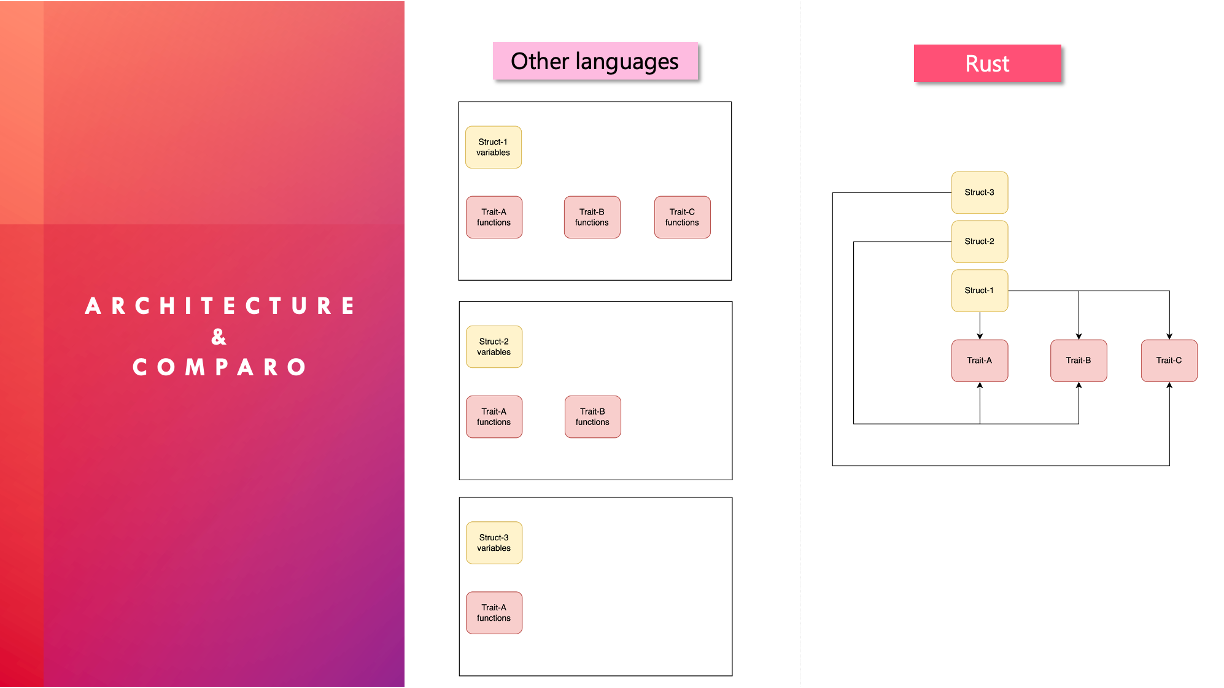 ARCHITECTURE
&
COMPARO
Other languages
Struct-1
variables
Trait-A
functions
Trait-B
functions
Trait-C
functions
Struct-2
variables
Trait-A
functions
Trait-B
functions
Struct-3
variables
Trait-A
functions
Rust
Struct-3
Struct-2
Struct-1
Trait-A
Trait-B
Trait-C